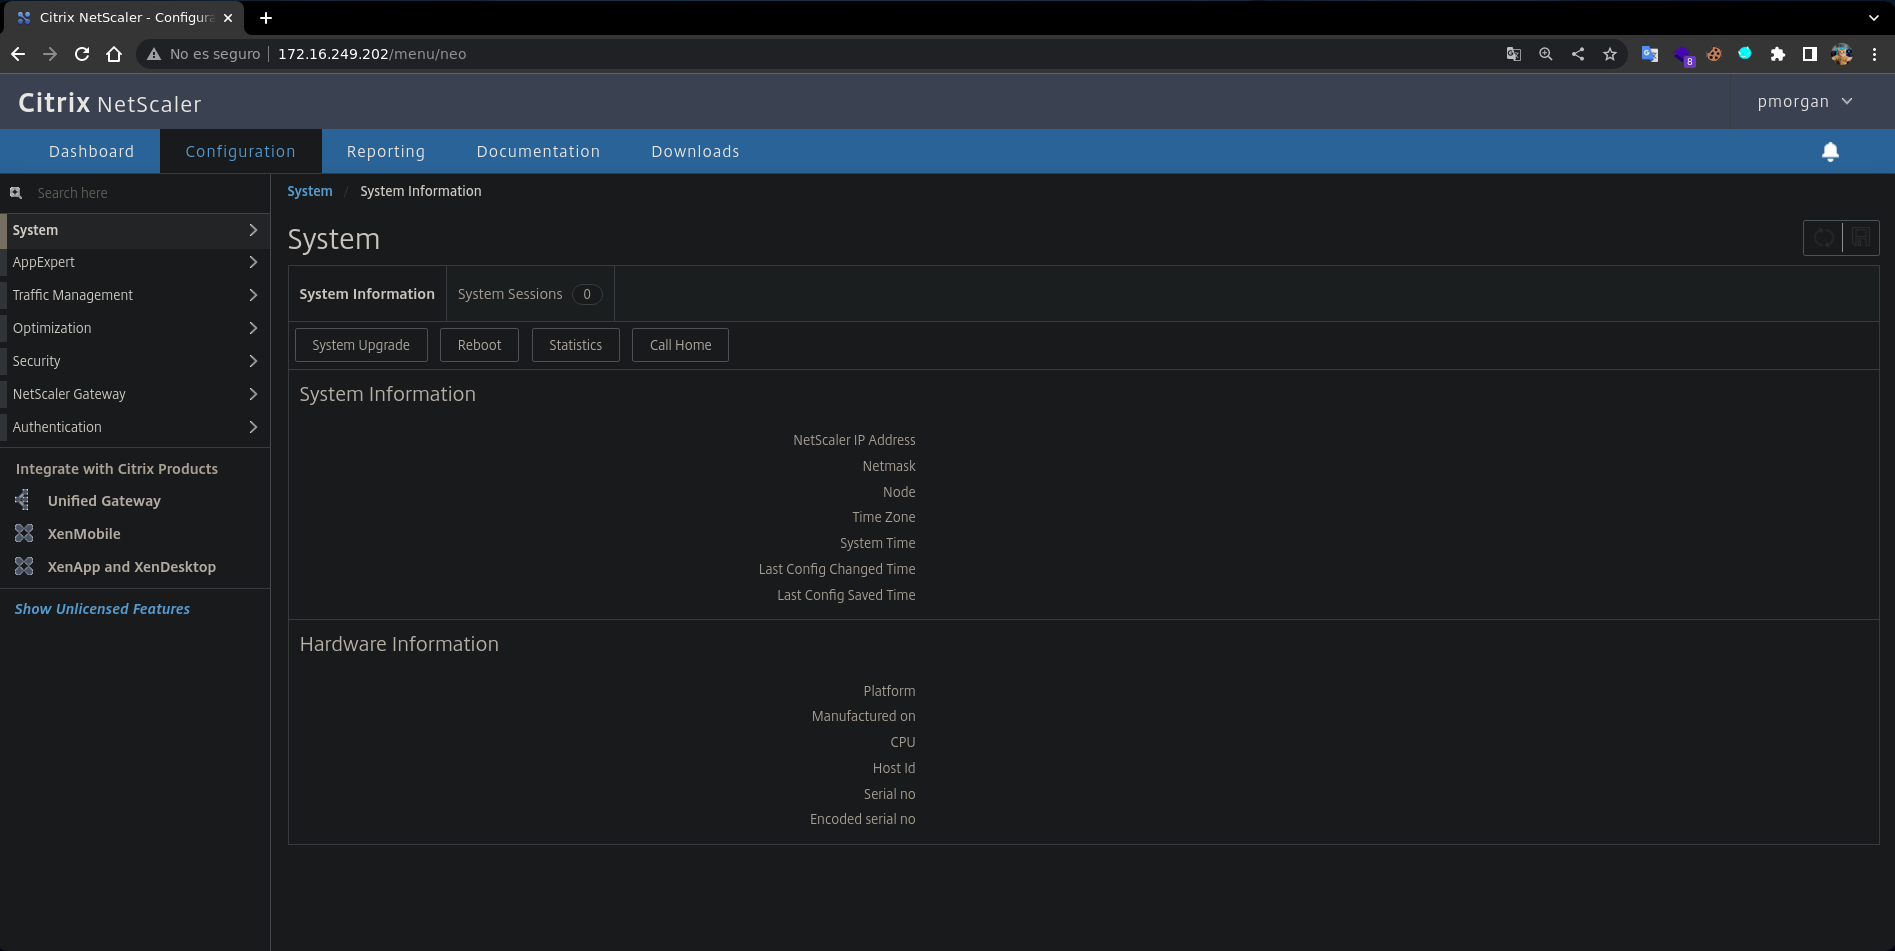 Citrix NetScaler - Configura
No es seguro 172.16.249.202/menu/neo
8
Citrix NetScaler
pmorgan
Dashboard Configuration Reporting Documentation Downloads
Search here
System
AppExpert
Traffic Management
Optimization
Security
NetScaler Gateway
Authentication
Integrate with Citrix Products
Unified Gateway
XenMobile
XenApp and XenDesktop
Show Unlicensed Features
System / System Information
System
System Information System Sessions 0
System Upgrade Reboot Statistics Call Home
System Information
NetScaler IP Address
Netmask
Node
Time Zone
System Time
Last Config Changed Time
Last Config Saved Time
Hardware Information
Platform
Manufactured on
CPU
Host Id
Serial no
Encoded serial no